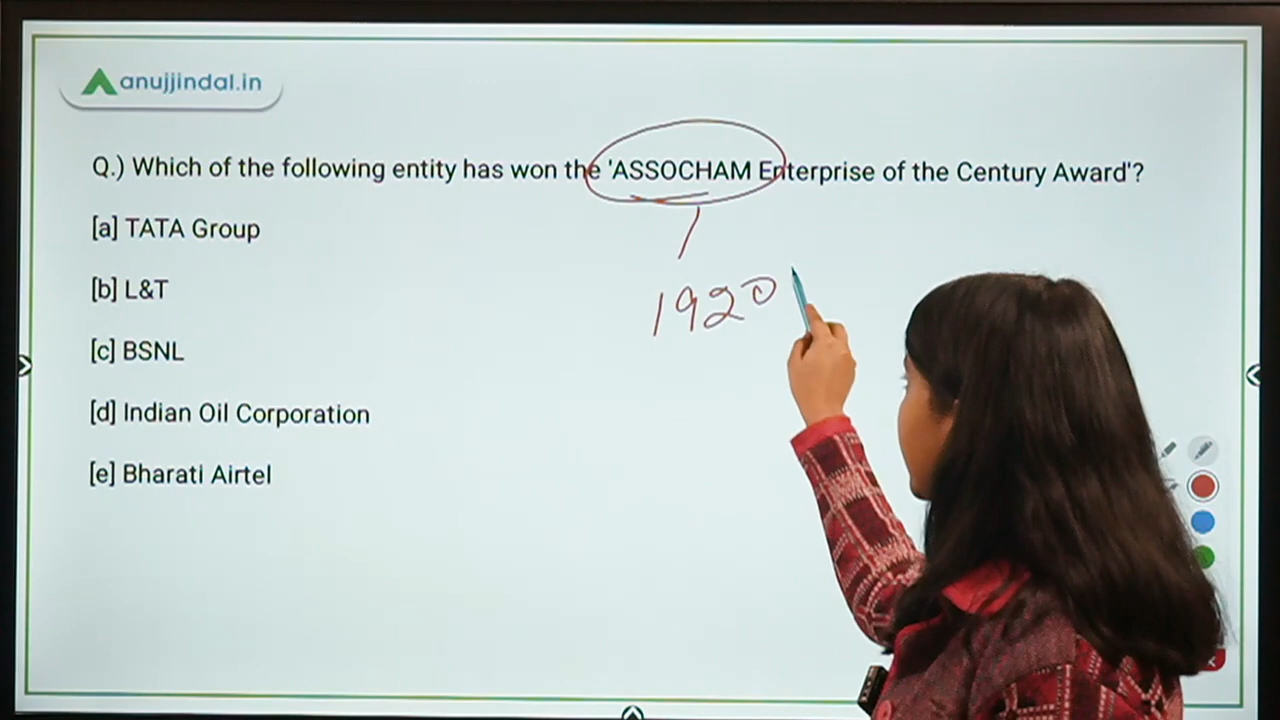 anujjindal.in
Q.) Which of the following entity has won the 'ASSOCHAM Enterprise of the Century Award'?
[a] TATA Group
1920
[b] L&T
[c] BSNL
[d] Indian Oil Corporation
[e] Bharati Airtel